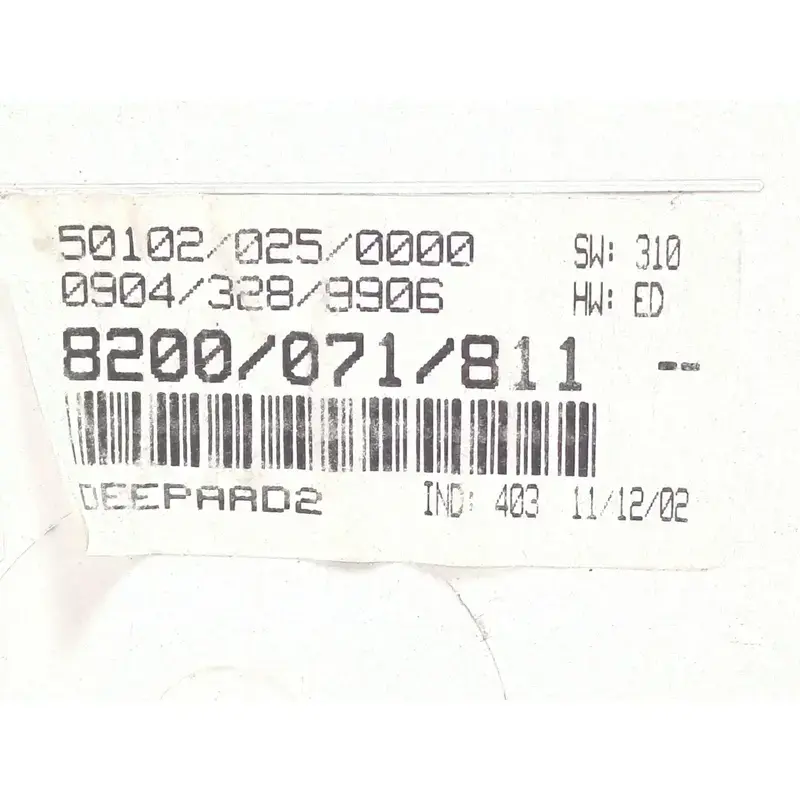 50102/025/0000 SW: 310
0904/328/9906 HW: ED
8200/071/811 --
DEEPARD2 IND: 403 11/12/02